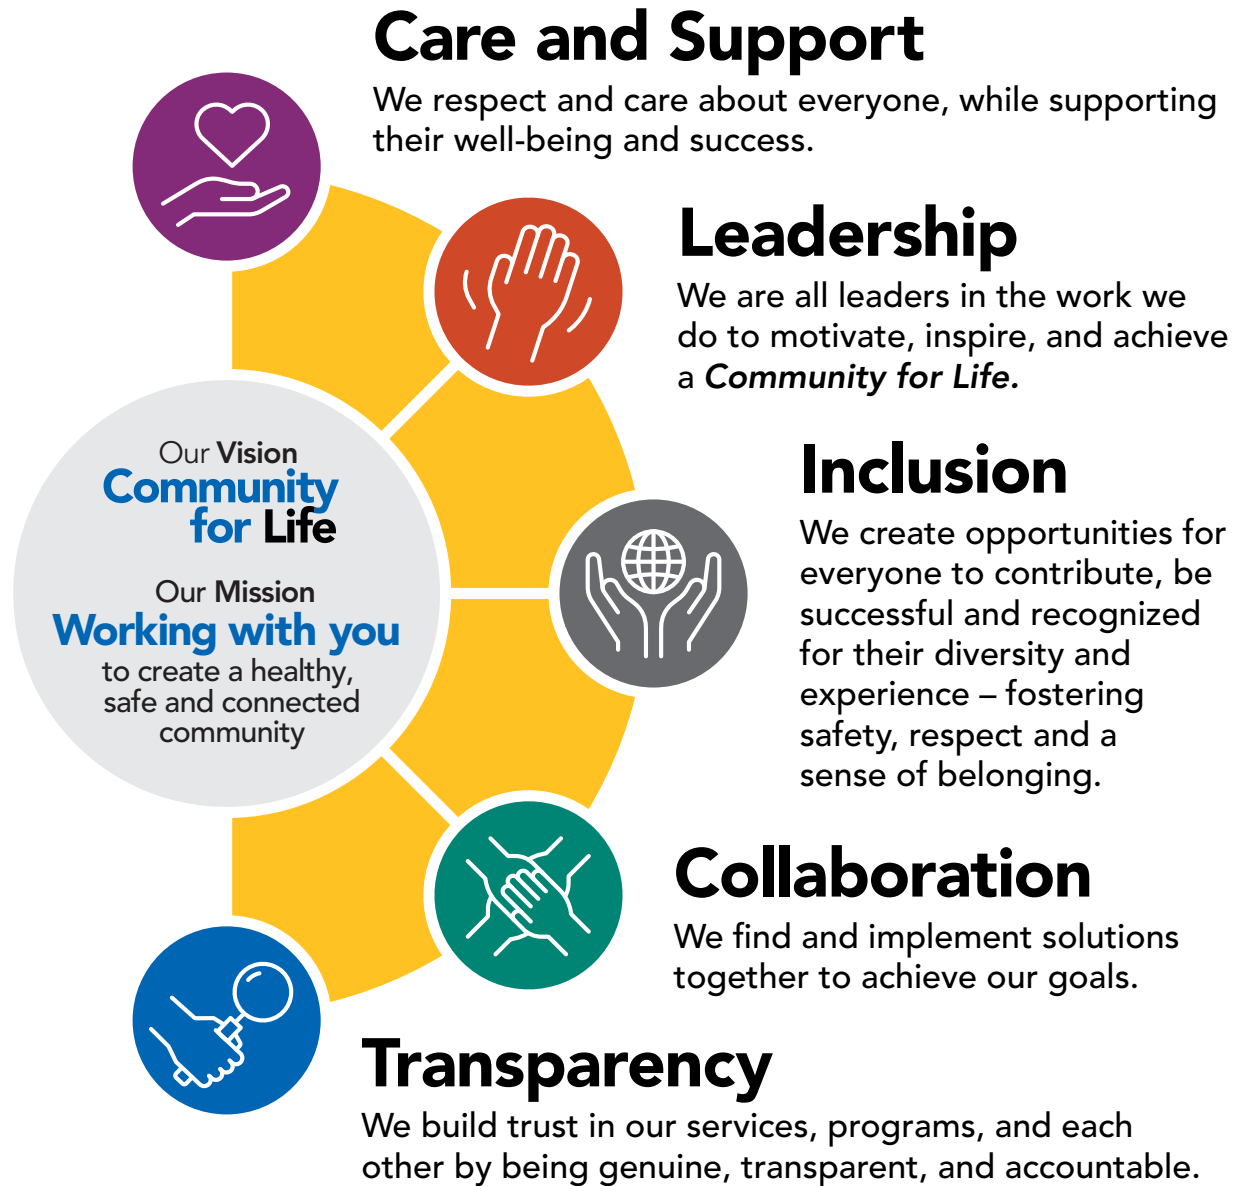 Care and Support
We respect and care about everyone, while supporting
their well-being and success.
Leadership
We are all leaders in the work we
do to motivate, inspire, and achieve
a Community for Life.
Our Vision
Community
for Life
Our Mission
Working with you
to create a healthy,
safe and connected
community
Inclusion
We create opportunities for
everyone to contribute, be
successful and recognized
for their diversity and
experience – fostering
safety, respect and a
sense of belonging.
Collaboration
We find and implement solutions
together to achieve our goals.
Transparency
We build trust in our services, programs, and each
other by being genuine, transparent, and accountable.